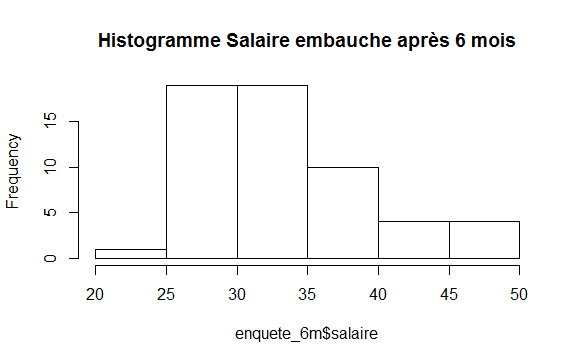 Histogramme Salaire embauche après 6 mois
Frequency
15
10
5
0
20 25 30 35 40 45 50
enquete_6m$salaire